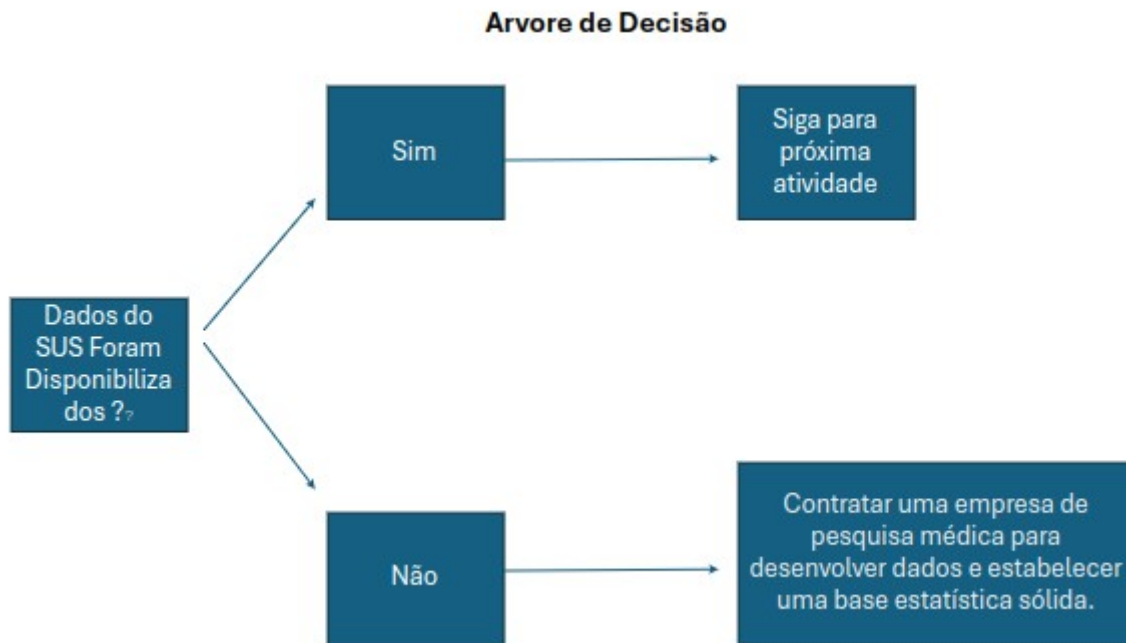 Arvore de Decisão
Sim
Siga para
próxima
atividade
Dados do
SUS Foram
Disponibiliza
dos ??
Não
Contratar uma empresa de
pesquisa médica para
desenvolver dados e estabelecer
uma base estatística sólida.